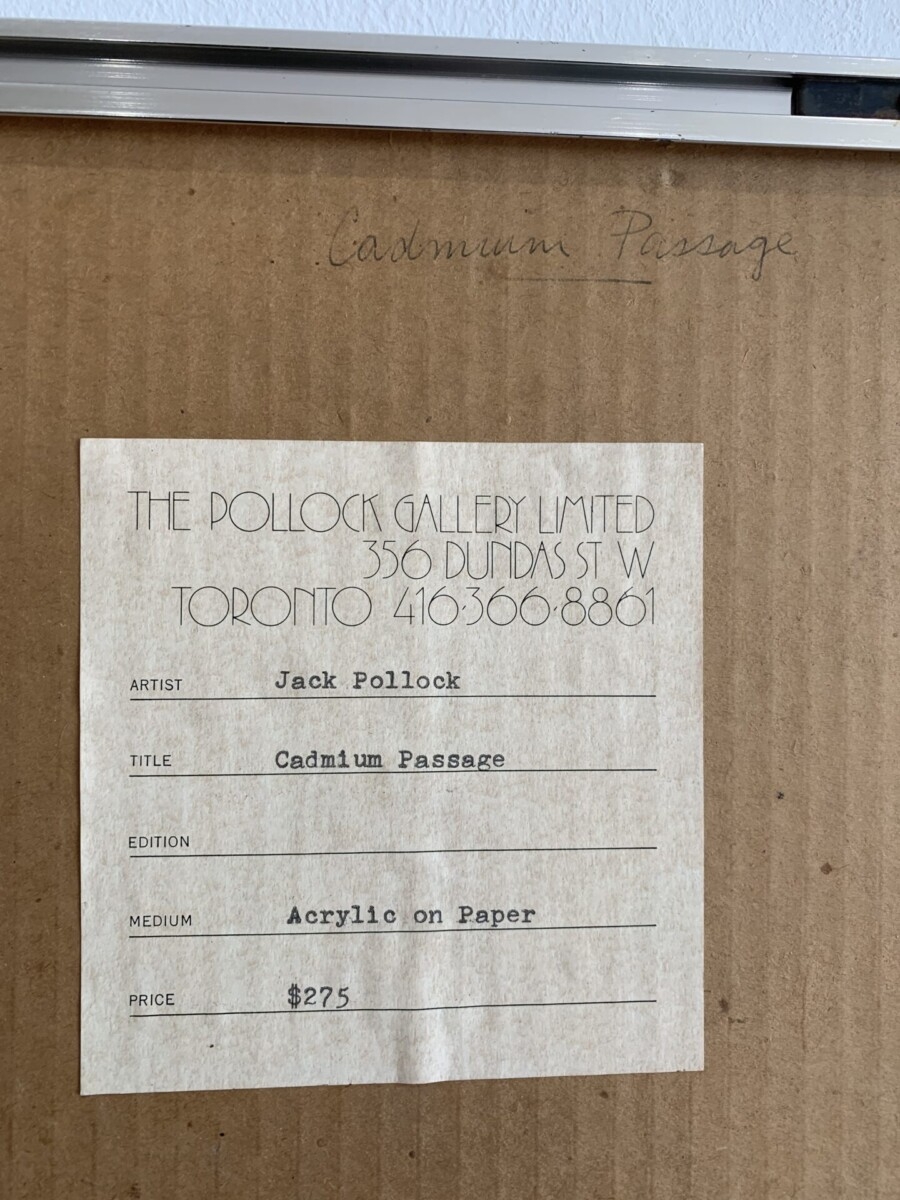 Cadmium Passage
THE POLLOCK GALLERY LIMITED
356 DUNDAS ST W
TORONTO 416·366·8861
ARTIST Jack Pollock
TITLE Cadmium Passage
EDITION
MEDIUM Acrylic on Paper
PRICE $275